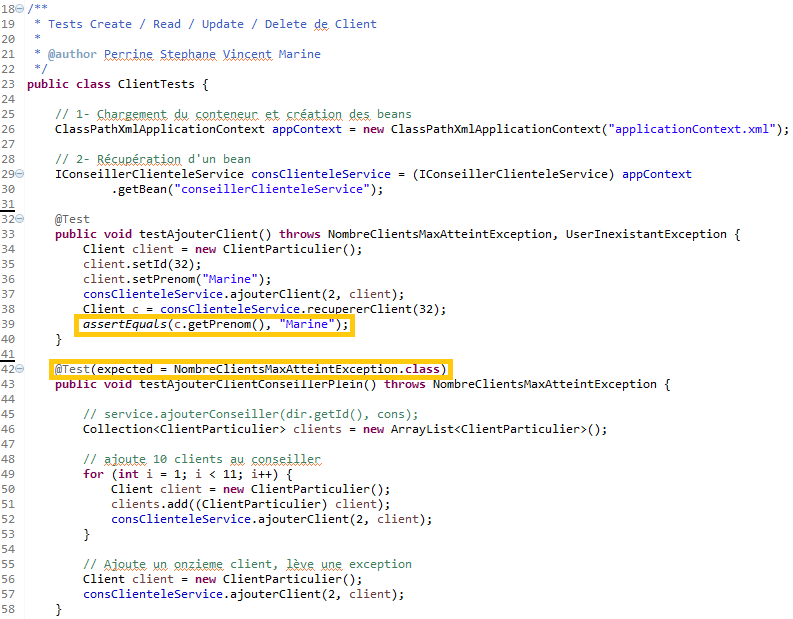 18 /**
19  * Tests Create / Read / Update / Delete de Client
20  *
21  * @author Perrine Stephane Vincent Marine
22  */
23 public class ClientTests {
24
25     // 1- Chargement du conteneur et création des beans
26     ClassPathXmlApplicationContext appContext = new ClassPathXmlApplicationContext("applicationContext.xml");
27
28     // 2- Récupération d'un bean
29     IConseillerClienteleService consClienteleService = (IConseillerClienteleService) appContext
30             .getBean("conseillerClienteleService");
31
32     @Test
33     public void testAjouterClient() throws NombreClientsMaxAtteintException, UserInexistantException {
34         Client client = new ClientParticulier();
35         client.setId(32);
36         client.setPrenom("Marine");
37         consClienteleService.ajouterClient(2, client);
38         Client c = consClienteleService.recupererClient(32);
39         assertEquals(c.getPrenom(), "Marine");
40     }
41
42     @Test(expected = NombreClientsMaxAtteintException.class)
43     public void testAjouterClientConseillerPlein() throws NombreClientsMaxAtteintException {
44
45         // service.ajouterConseiller(dir.getId(), cons);
46         Collection<ClientParticulier> clients = new ArrayList<ClientParticulier>();
47
48         // ajoute 10 clients au conseiller
49         for (int i = 1; i < 11; i++) {
50             Client client = new ClientParticulier();
51             clients.add((ClientParticulier) client);
52             consClienteleService.ajouterClient(2, client);
53         }
54
55         // Ajoute un onzieme client, lève une exception
56         Client client = new ClientParticulier();
57         consClienteleService.ajouterClient(2, client);
58     }